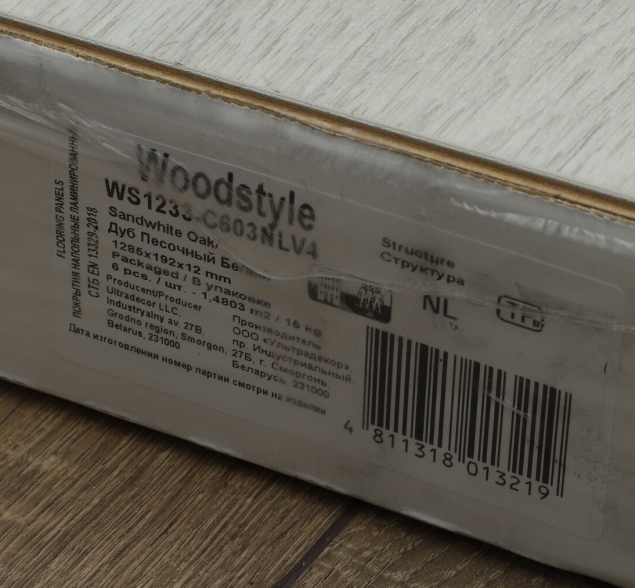 FLOORING PANELS
ПОКРЫТИЯ НАПОЛЬНЫЕ ЛАМИНИРОВАННЫЕ
СТБ EN 13329-2018
Woodstyle
WS1233-C603NLV4
Sandwhite Oak/
Дуб Песочный Белый
1285x192x12 mm
Packaged / В упаковке
6 pcs. / шт. - 1,4803 m2 / 16 kg
Producent/Producer
Ultradecor LLC,
Industryalny av. 27B,
Grodno region, Smorgon,
Belarus, 231000
Производитель
ООО «Ультрадекор»,
пр. Индустриальный,
27Б, г. Сморгонь,
Беларусь, 231000
Дата изготовления номер партии смотри на изделии
Structure
Структура
NL
4 811318 013219